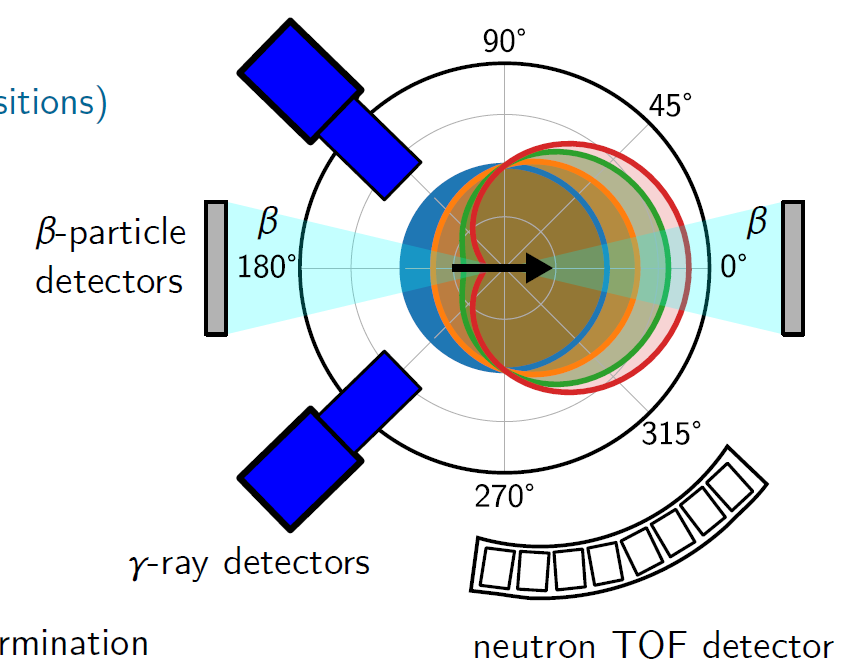 90°
sitions)
45°
β-particle
detectors
β
180°
β
0°
315°
270°
γ-ray detectors
rmination
neutron TOF detector